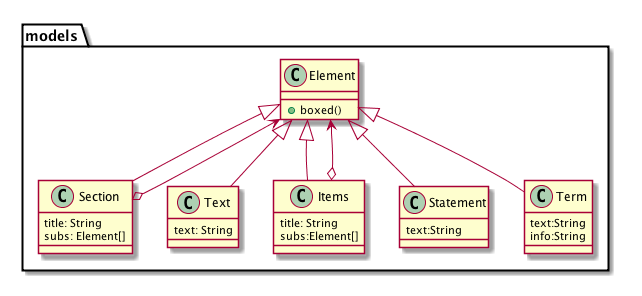 models
C Element
boxed()
C Section
title: String
subs: Element[]
C Text
text: String
C Items
title: String
subs:Element[]
C Statement
text:String
C Term
text:String
info:String